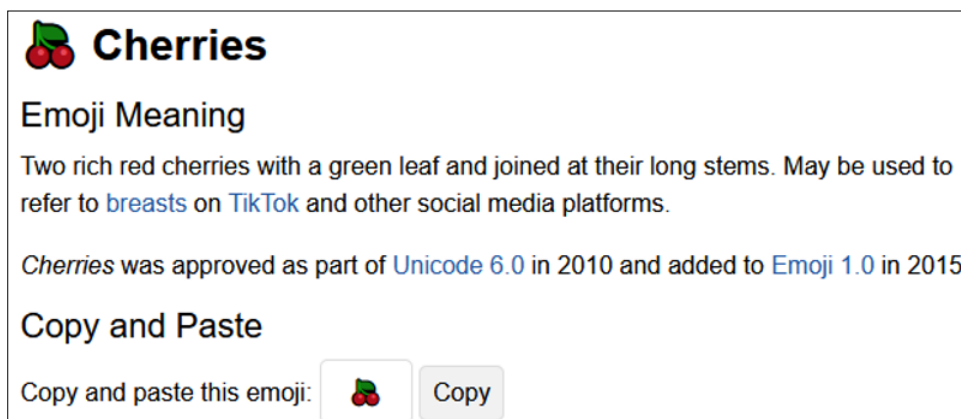 Cherries
Emoji Meaning
Two rich red cherries with a green leaf and joined at their long stems. May be used to
refer to breasts on TikTok and other social media platforms.
Cherries was approved as part of Unicode 6.0 in 2010 and added to Emoji 1.0 in 2015
Copy and Paste
Copy and paste this emoji: 🍒 Copy